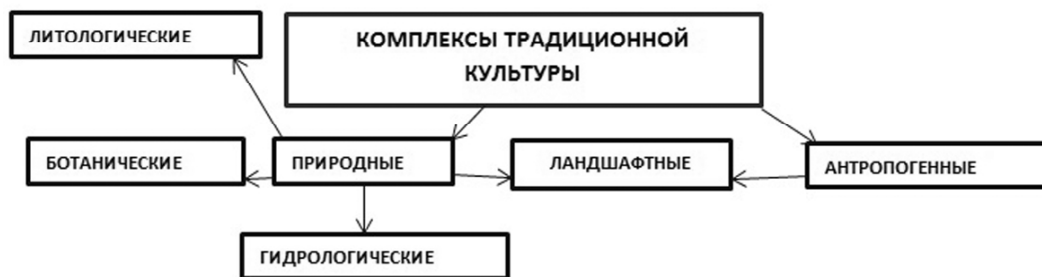 ЛИТОЛОГИЧЕСКИЕ
КОМПЛЕКСЫ ТРАДИЦИОННОЙ
КУЛЬТУРЫ
БОТАНИЧЕСКИЕ
ПРИРОДНЫЕ
ЛАНДШАФТНЫЕ
АНТРОПОГЕННЫЕ
ГИДРОЛОГИЧЕСКИЕ